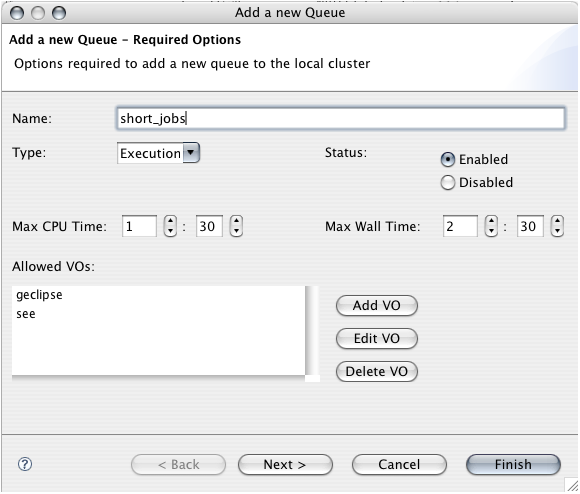 Add a new Queue
Add a new Queue – Required Options
Options required to add a new queue to the local cluster
Name: short_jobs
Type: Execution Status: Enabled
Disabled
Max CPU Time: 1 : 30 Max Wall Time: 2 : 30
Allowed VOs:
geclipse
see
Add VO
Edit VO
Delete VO
? < Back Next > Cancel Finish